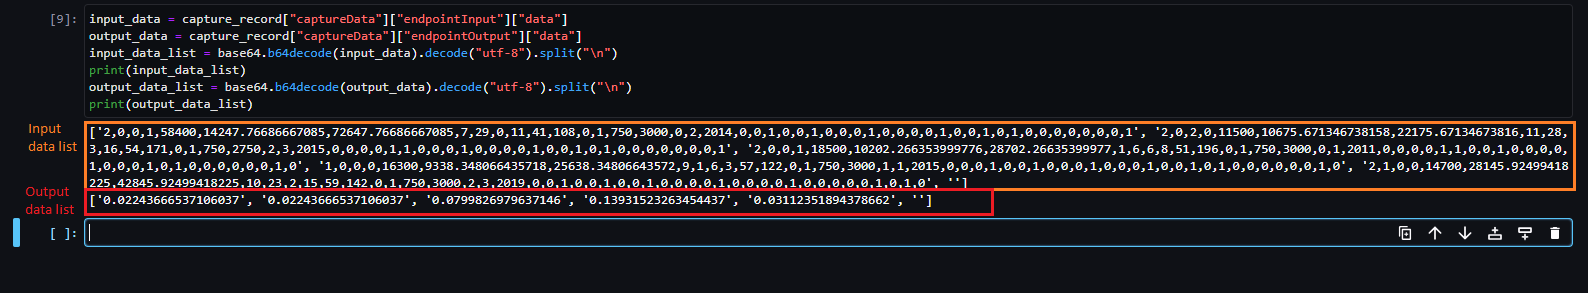 [9]: input_data = capture_record["captureData"]["endpointInput"]["data"]
output_data = capture_record["captureData"]["endpointOutput"]["data"]
input_data_list = base64.b64decode(input_data).decode("utf-8").split("\n")
print(input_data_list)
output_data_list = base64.b64decode(output_data).decode("utf-8").split("\n")
print(output_data_list)
Input
data list
['2,0,0,1,58400,14247.76686667085,72647.76686667085,7,29,0,11,41,108,0,1,750,3000,0,2,2014,0,0,1,0,0,1,0,0,0,1,0,0,0,0,1,0,0,1,0,1,0,0,0,0,0,0,1', '2,0,2,0,11500,10675.671346738158,22175.67134673816,11,28,
3,16,54,171,0,1,750,2750,2,3,2015,0,0,0,0,1,1,0,0,0,1,0,0,0,0,1,0,0,1,0,1,0,0,0,0,0,0,1', '2,0,0,1,18500,10202.266353999776,28702.26635399977,1,6,6,8,51,196,0,1,750,3000,0,1,2011,0,0,0,0,1,1,0,0,1,0,0,0,0,
1,0,0,0,1,0,1,0,0,0,0,0,1,0', '1,0,0,0,16300,9338.348066435718,25638.34806643572,9,1,6,3,57,122,0,1,750,3000,1,1,2015,0,0,0,1,0,0,1,0,0,0,1,0,0,0,1,0,0,0,1,0,0,1,0,1,0,0,0,0,0,1,0', '2,1,0,0,14700,28145.92499418
225,42845.92499418225,10,23,2,15,59,142,0,1,750,3000,2,3,2019,0,0,1,0,0,1,0,0,1,0,0,0,0,1,0,0,0,0,1,0,0,0,0,0,1,0,1,0', '']
Output
data list
['0.02243666537106037', '0.02243666537106037', '0.0799826979637146', '0.13931523263454437', '0.03112351894378662', '']
[ ]: